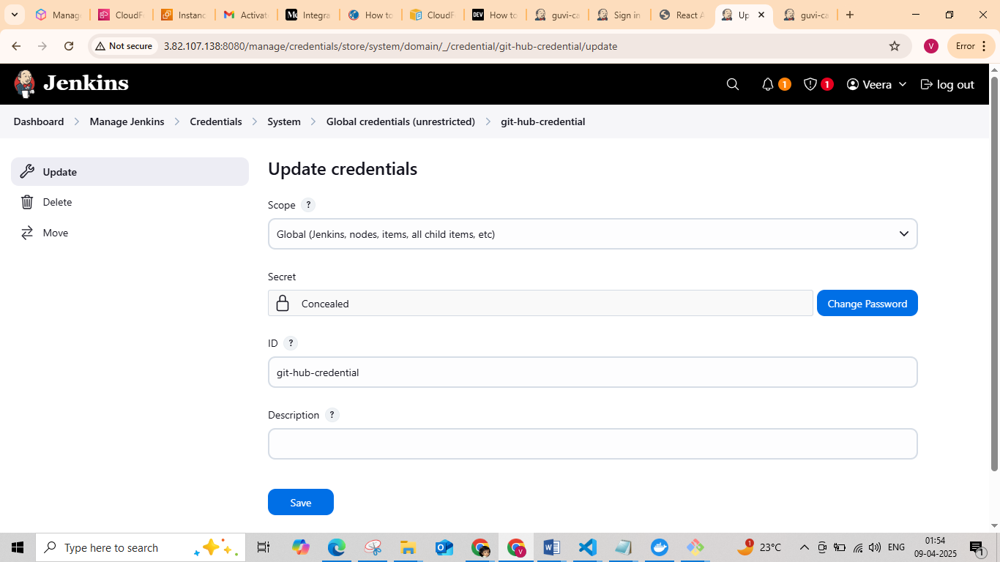 Manag
CloudF
Instanc
Activat
Integra
How to
CloudF
How to
guvi-ca
Sign in
React A
Up
guvi-ca
Not secure
3.82.107.138:8080/manage/credentials/store/system/domain/_/credential/git-hub-credential/update
V
Error
Jenkins
1
1
Veera
log out
Dashboard
Manage Jenkins
Credentials
System
Global credentials (unrestricted)
git-hub-credential
Update
Delete
Move
Update credentials
Scope ?
Global (Jenkins, nodes, items, all child items, etc)
Secret
Concealed
Change Password
ID ?
git-hub-credential
Description ?
Save
Type here to search
1
23°C
ENG
01:54
09-04-2025
1